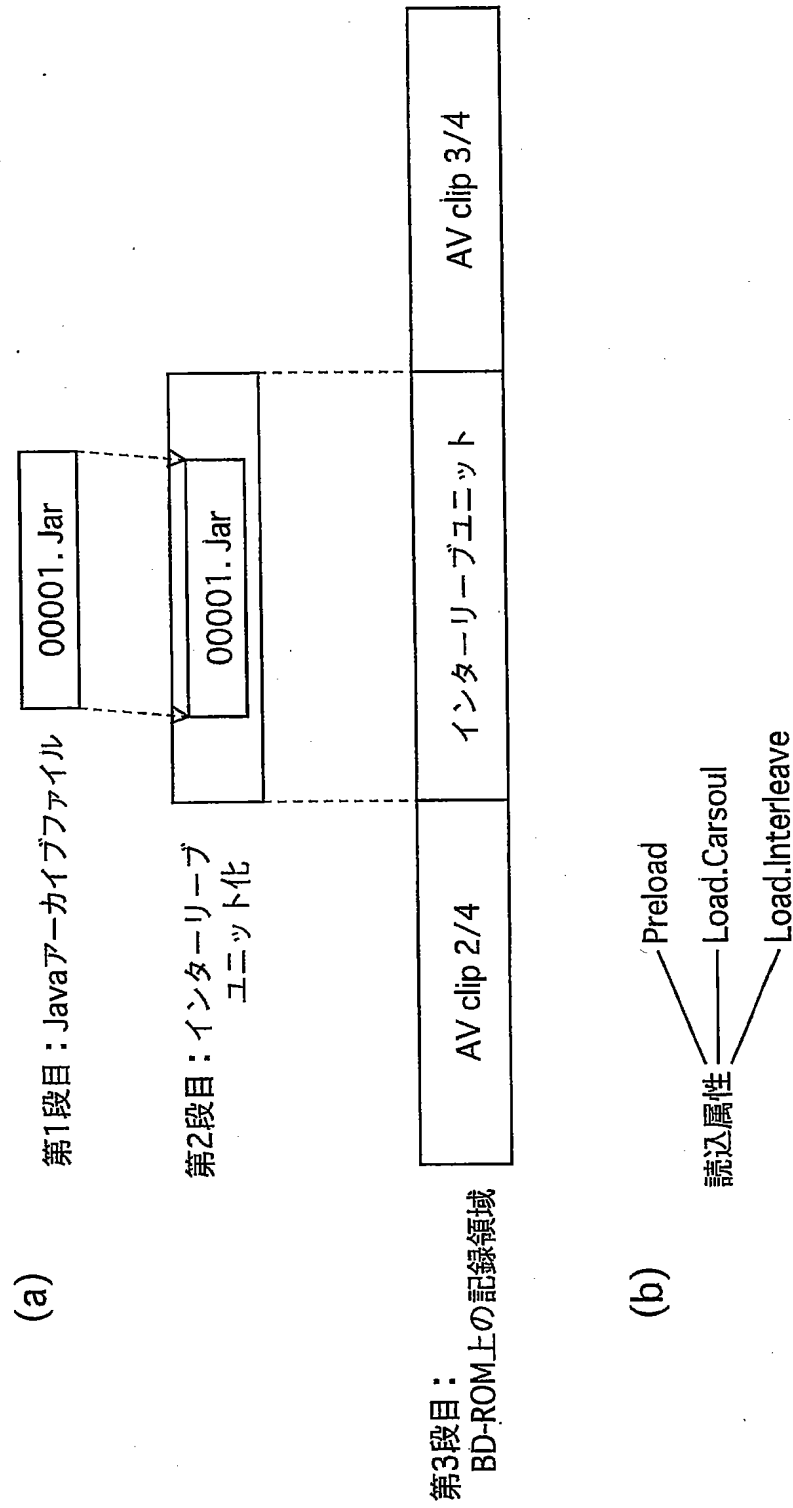 (a)
第1段目：Javaアーカイブファイル
00001.Jar
第2段目：インターリーブ
ユニット化
00001.Jar
第3段目：
BD-ROM上の記録領域
AV clip 2/4
インターリーブユニット
AV clip 3/4
(b)
読込属性
Preload
Load.Carsoul
Load.Interleave